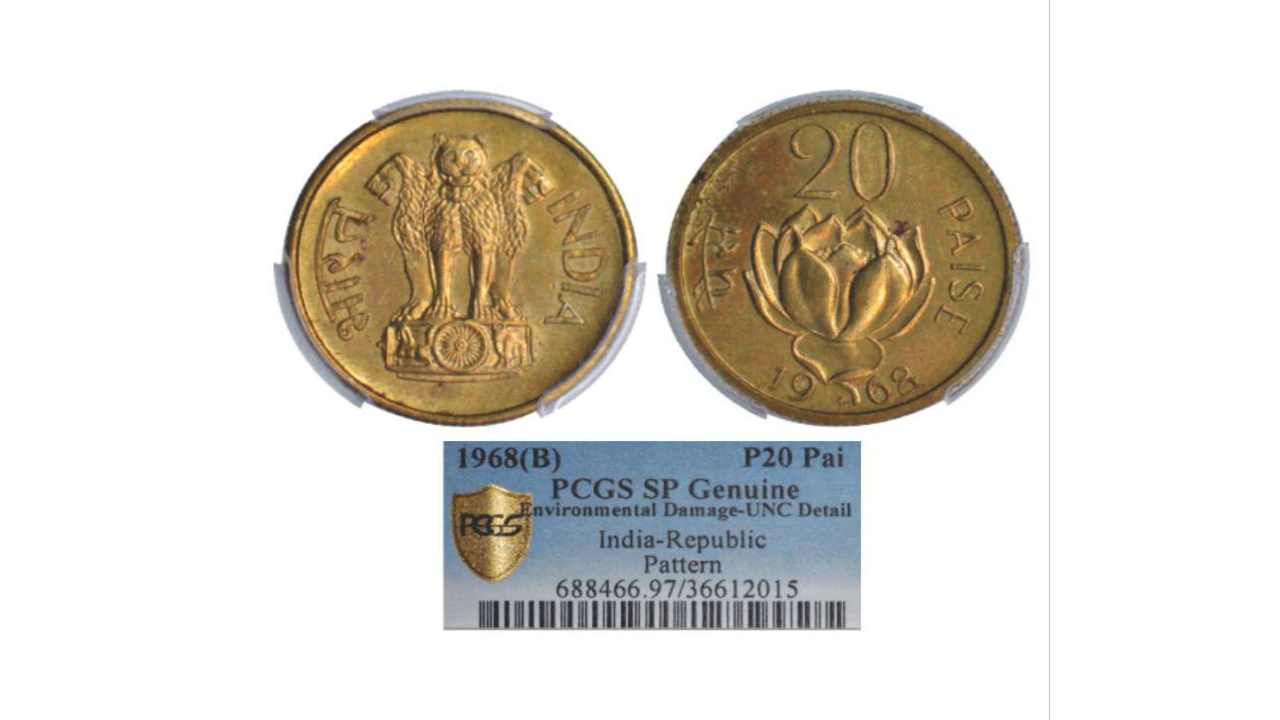 भारत INDIA
20
पैसे PAISE
1968
1968(B) P20 Pai
PCGS SP Genuine
Environmental Damage-UNC Detail
PCGS
India-Republic
Pattern
688466.97/36612015